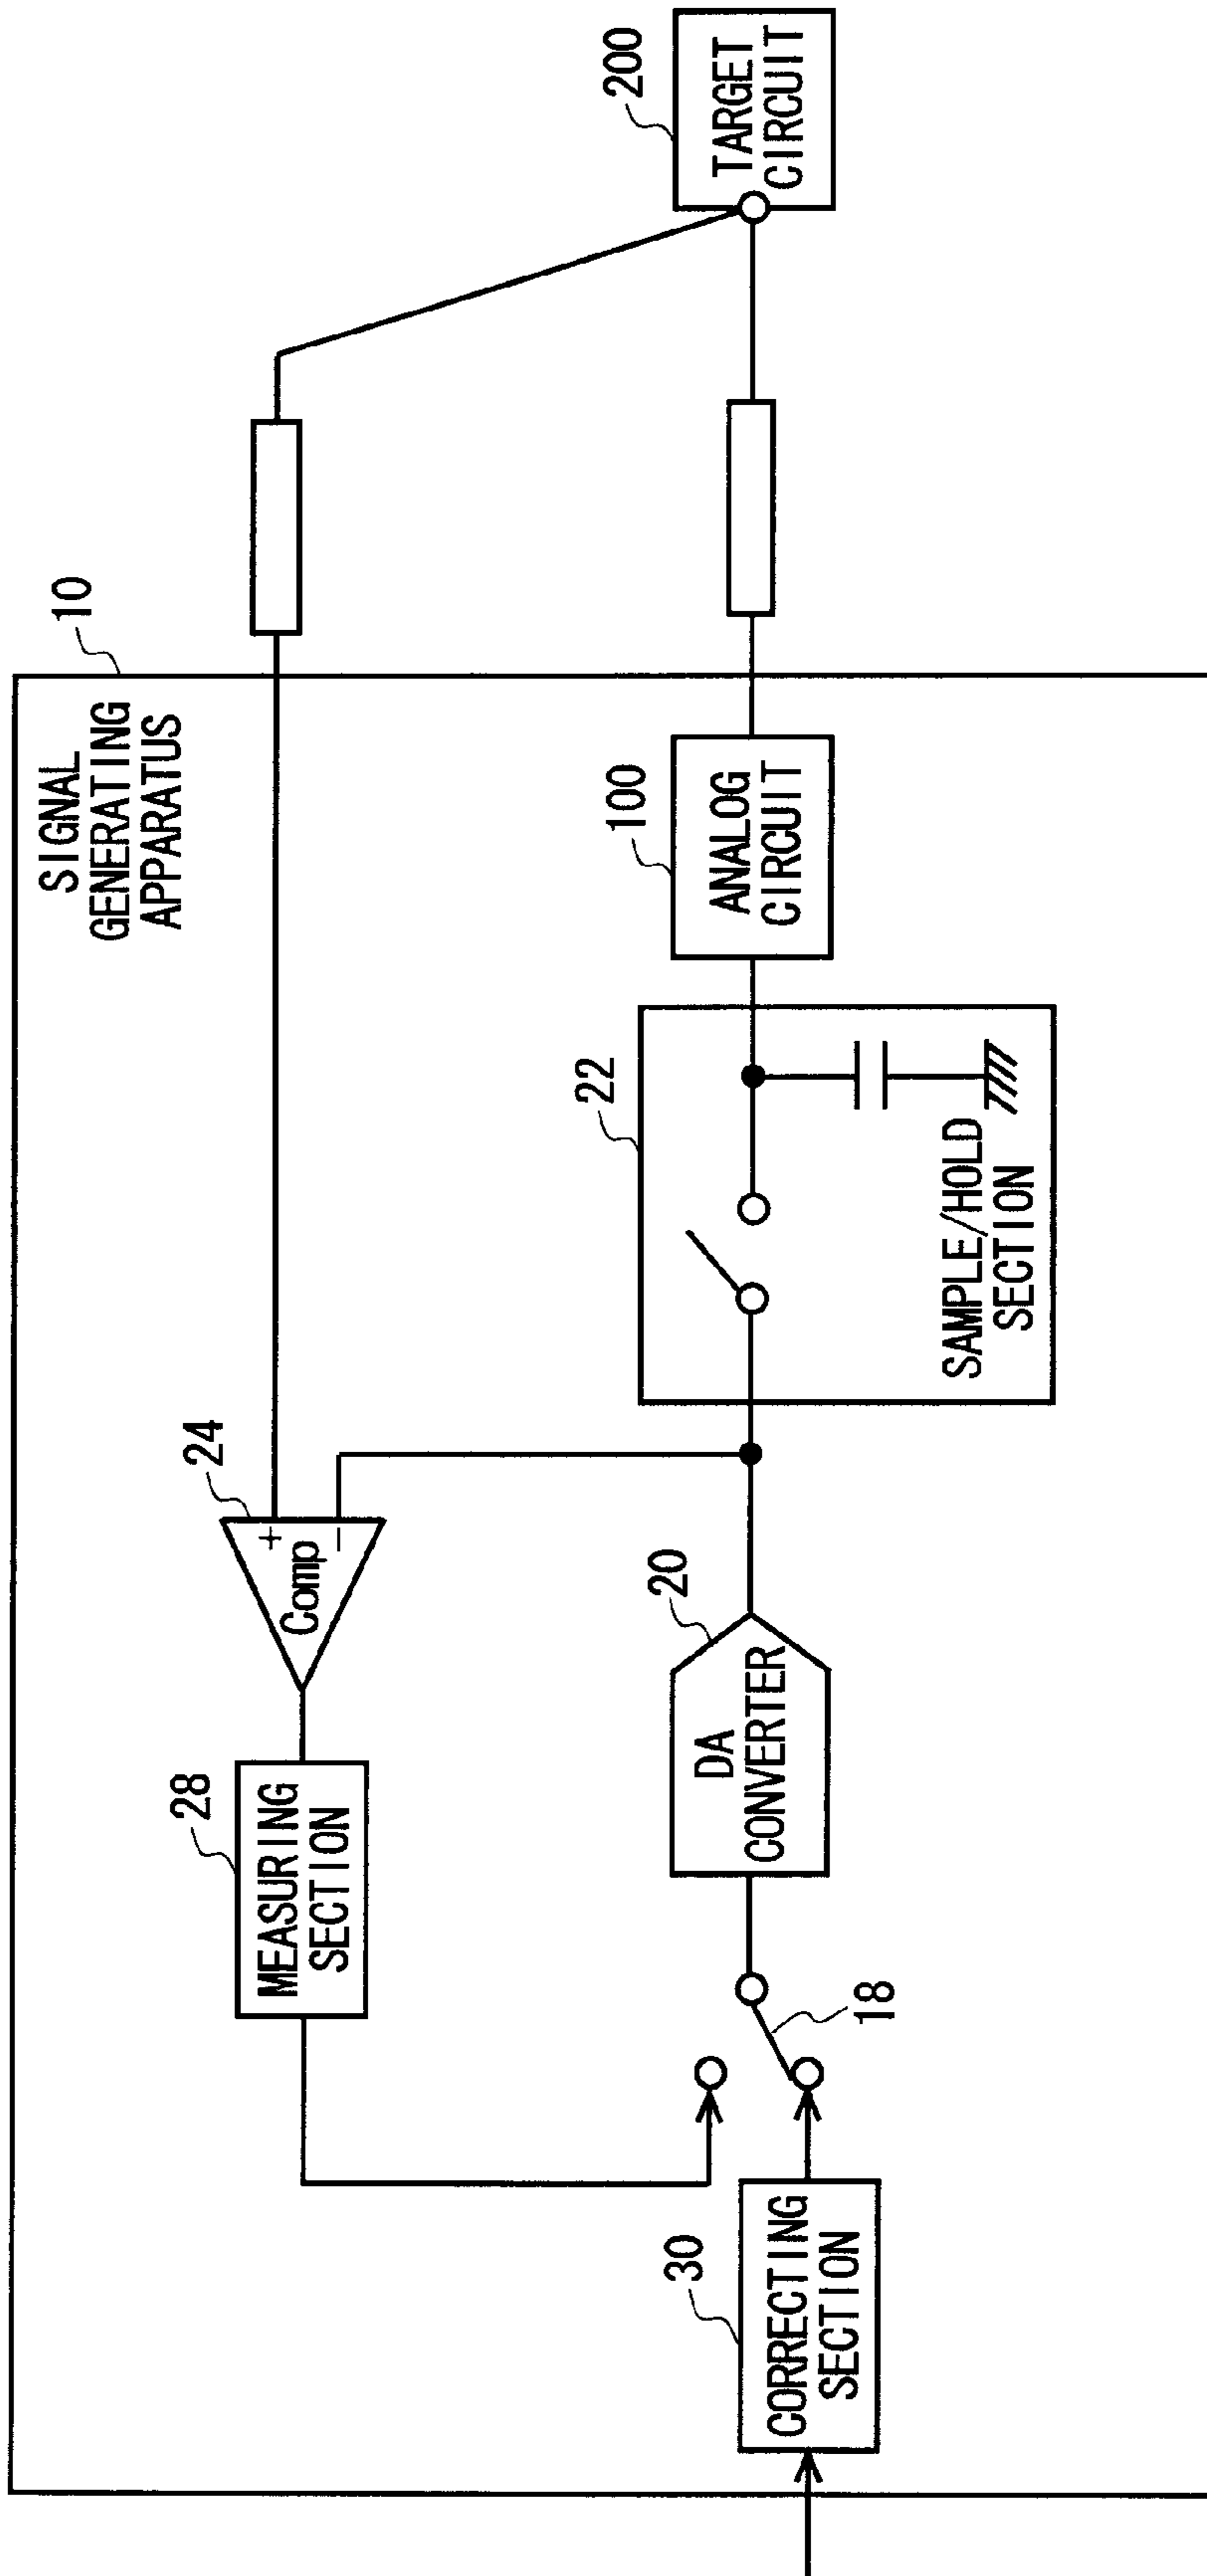 SIGNAL
GENERATING
APPARATUS
10
28
MEASURING
SECTION
24
Comp
+
-
30
CORRECTING
SECTION
18
20
DA
CONVERTER
22
SAMPLE/HOLD
SECTION
100
ANALOG
CIRCUIT
200
TARGET
CIRCUIT